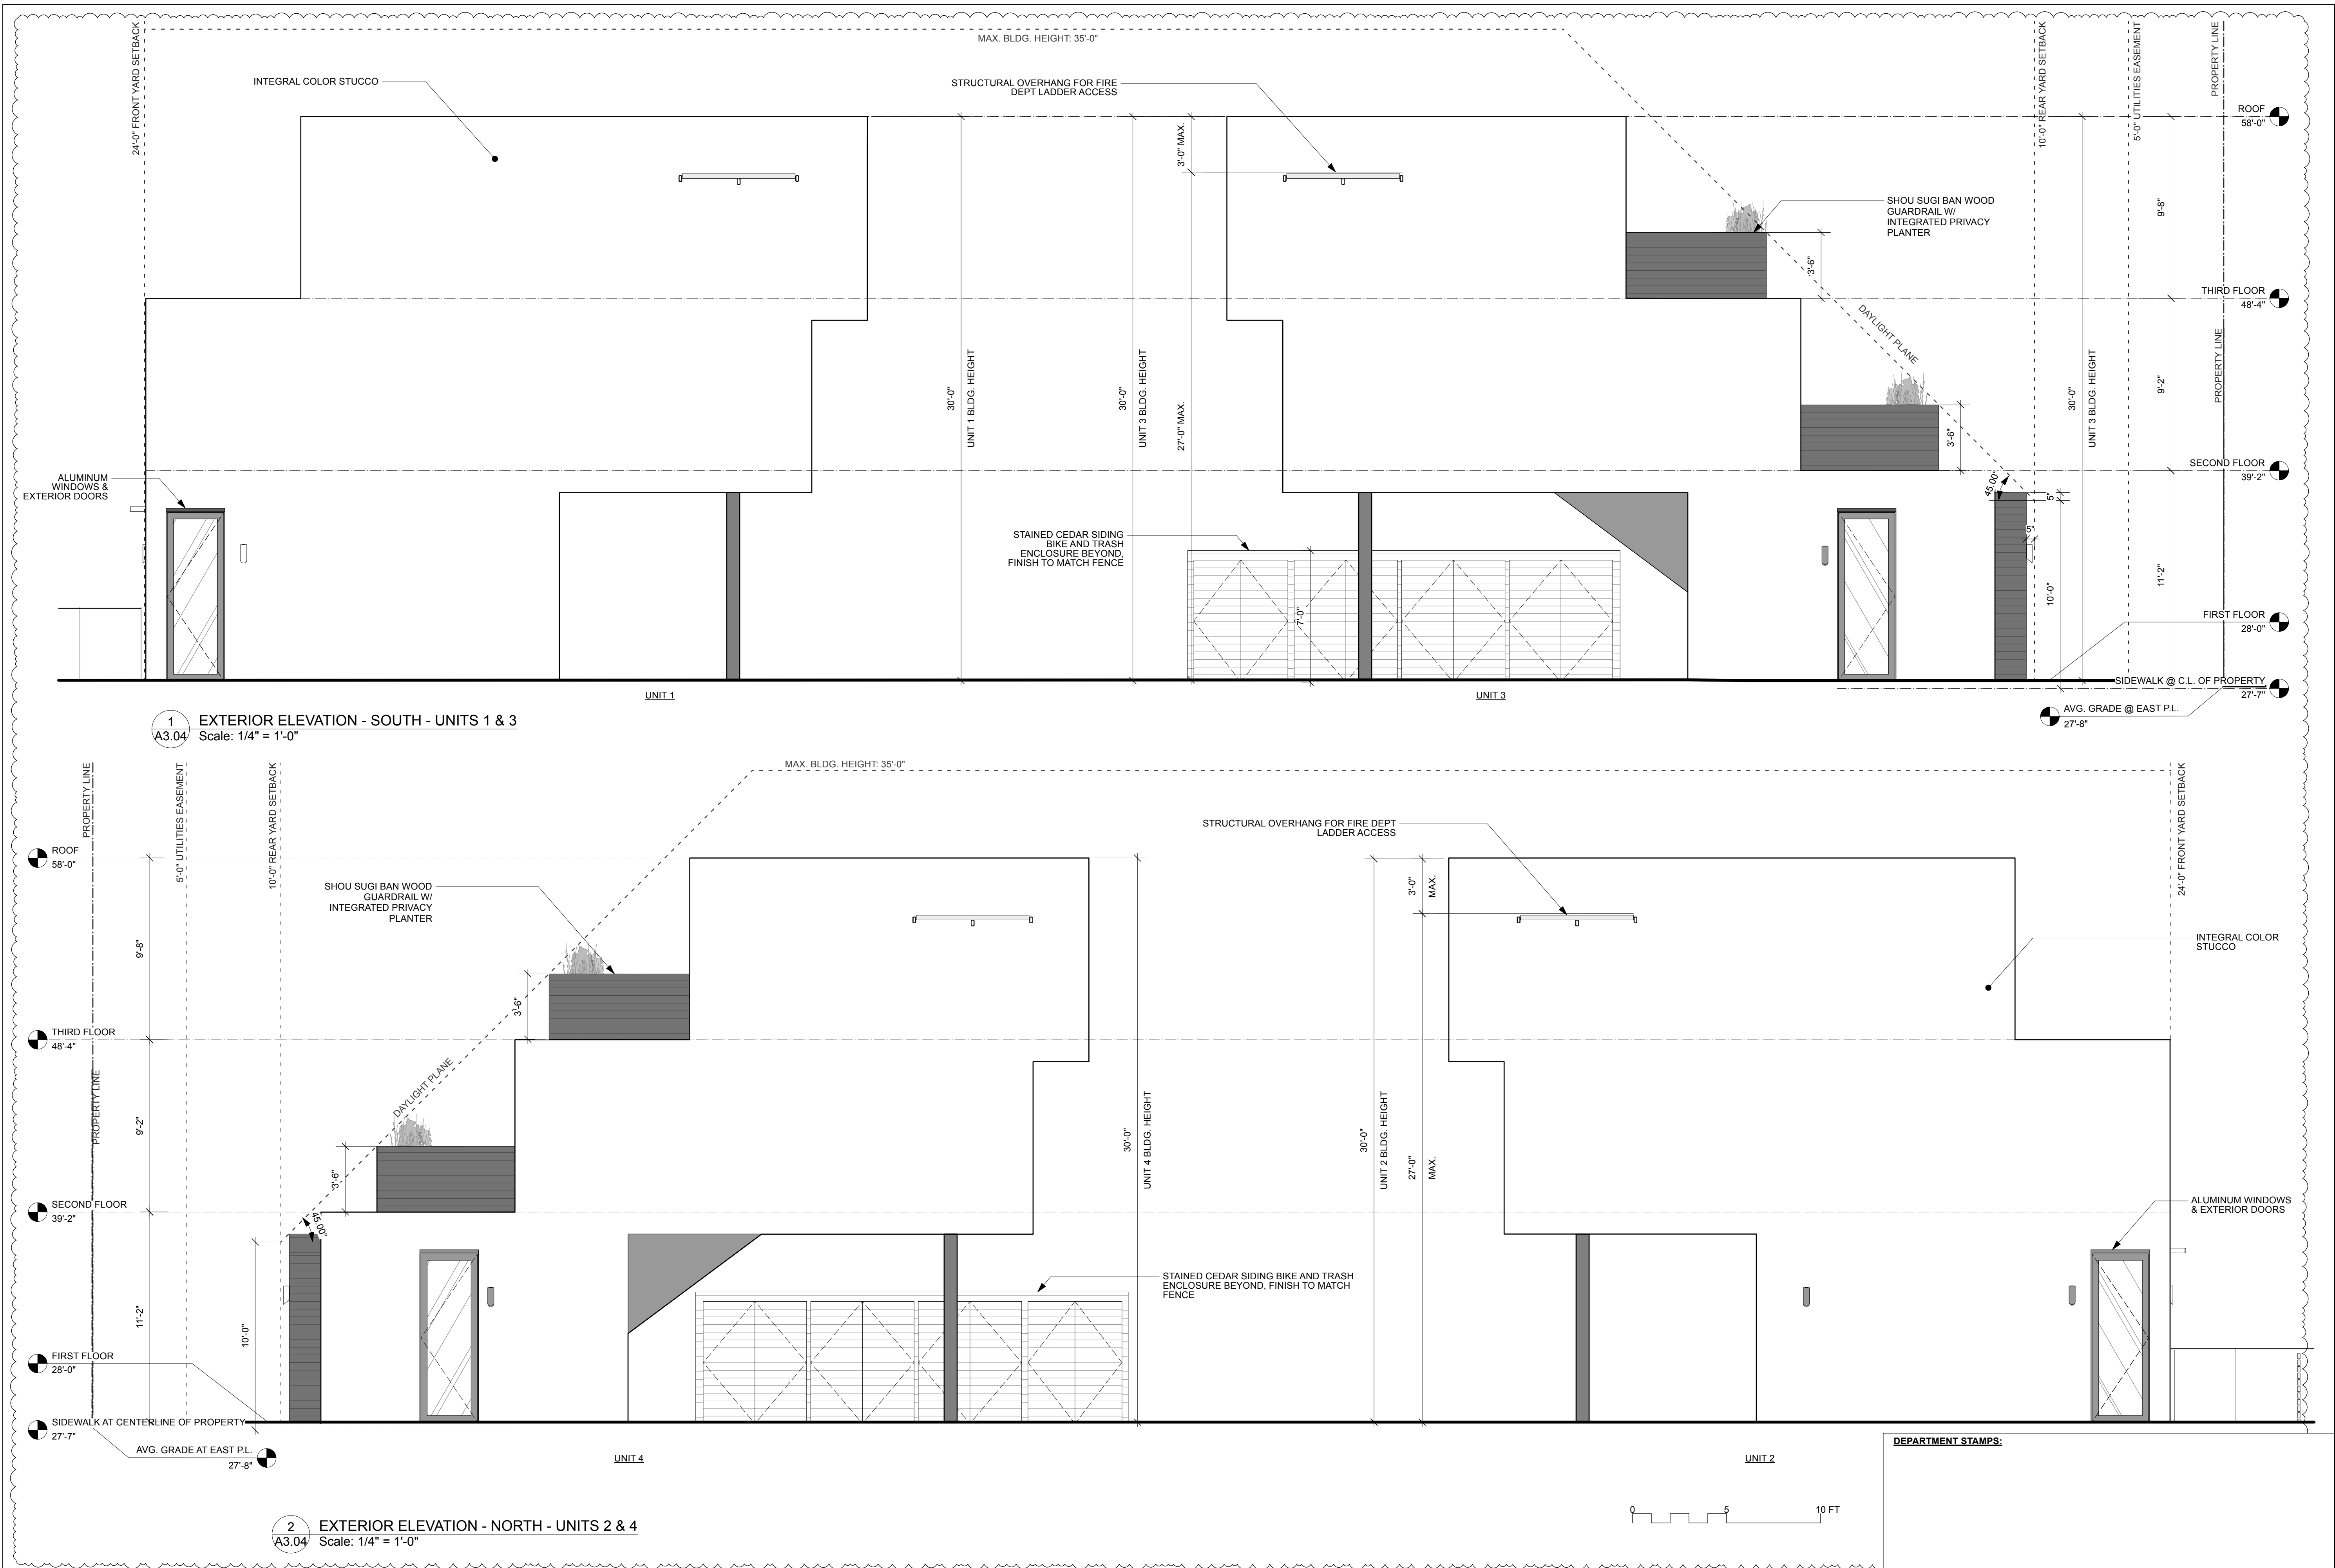 24'-0" FRONT YARD SETBACK
MAX. BLDG. HEIGHT: 35'-0"
INTEGRAL COLOR STUCCO
STRUCTURAL OVERHANG FOR FIRE
DEPT LADDER ACCESS
10'-0" REAR YARD SETBACK
5'-0" UTILITIES EASEMENT
PROPERTY LINE
ROOF
58'-0"
3'-0" MAX.
SHOU SUGI BAN WOOD
GUARDRAIL W/
INTEGRATED PRIVACY
PLANTER
9'-8"
3'-6"
THIRD FLOOR
48'-4"
DAYLIGHT PLANE
30'-0"
UNIT 1 BLDG. HEIGHT
30'-0"
UNIT 3 BLDG. HEIGHT
27'-0" MAX.
30'-0"
UNIT 3 BLDG. HEIGHT
9'-2"
PROPERTY LINE
3'-6"
SECOND FLOOR
39'-2"
ALUMINUM
WINDOWS &
EXTERIOR DOORS
45.00°
5"
5"
STAINED CEDAR SIDING
BIKE AND TRASH
ENCLOSURE BEYOND,
FINISH TO MATCH FENCE
7'-0"
10'-0"
11'-2"
FIRST FLOOR
28'-0"
SIDEWALK @ C.L. OF PROPERTY
27'-7"
AVG. GRADE @ EAST P.L.
27'-8"
UNIT 1
UNIT 3
1
A3.04
EXTERIOR ELEVATION - SOUTH - UNITS 1 & 3
Scale: 1/4" = 1'-0"
PROPERTY LINE
5'-0" UTILITIES EASEMENT
10'-0" REAR YARD SETBACK
MAX. BLDG. HEIGHT: 35'-0"
24'-0" FRONT YARD SETBACK
STRUCTURAL OVERHANG FOR FIRE DEPT
LADDER ACCESS
ROOF
58'-0"
SHOU SUGI BAN WOOD
GUARDRAIL W/
INTEGRATED PRIVACY
PLANTER
3'-0"
MAX.
INTEGRAL COLOR
STUCCO
9'-8"
3'-6"
THIRD FLOOR
48'-4"
DAYLIGHT PLANE
PROPERTY LINE
9'-2"
3'-6"
30'-0"
UNIT 4 BLDG. HEIGHT
30'-0"
UNIT 2 BLDG. HEIGHT
27'-0"
MAX.
SECOND FLOOR
39'-2"
45.00°
ALUMINUM WINDOWS
& EXTERIOR DOORS
STAINED CEDAR SIDING BIKE AND TRASH
ENCLOSURE BEYOND, FINISH TO MATCH
FENCE
11'-2"
10'-0"
FIRST FLOOR
28'-0"
SIDEWALK AT CENTERLINE OF PROPERTY
27'-7"
AVG. GRADE AT EAST P.L.
27'-8"
UNIT 4
UNIT 2
DEPARTMENT STAMPS:
0 5 10 FT
2
A3.04
EXTERIOR ELEVATION - NORTH - UNITS 2 & 4
Scale: 1/4" = 1'-0"